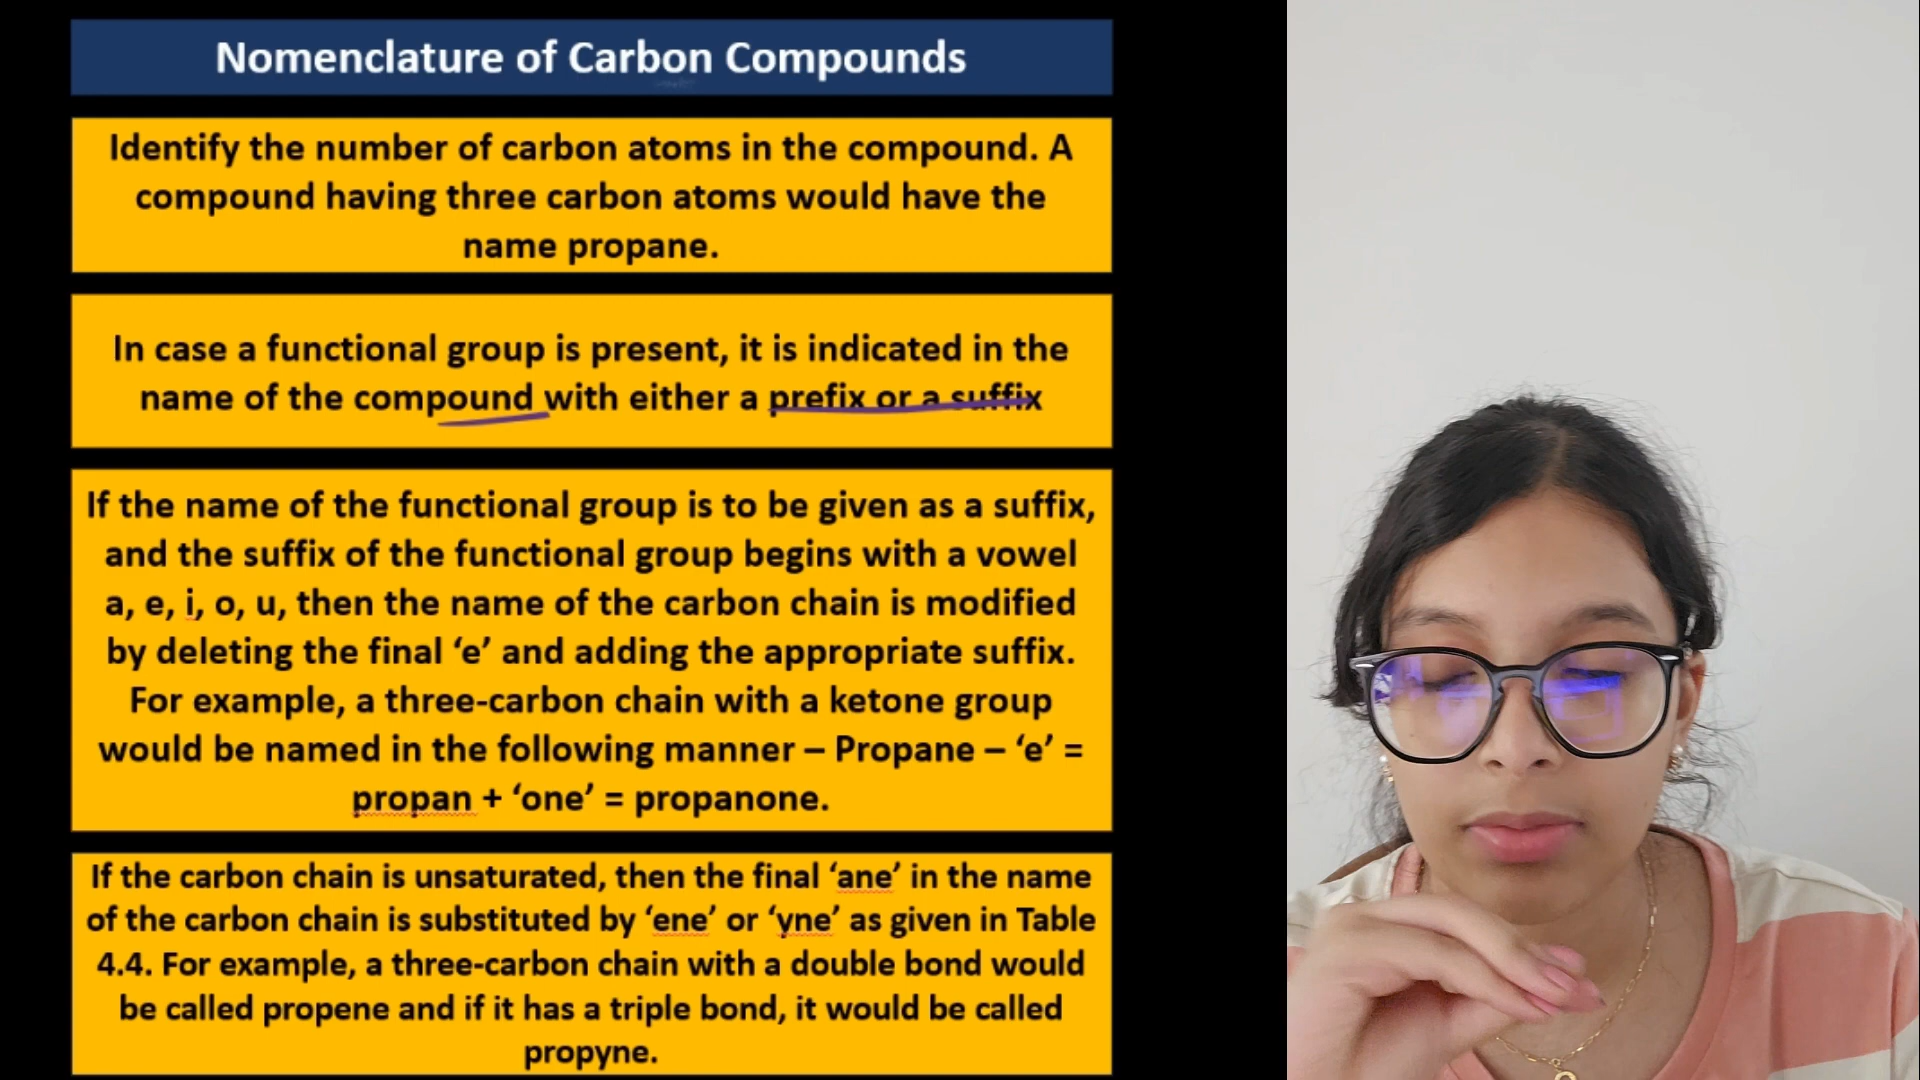 Nomenclature of Carbon Compounds
Identify the number of carbon atoms in the compound. A
compound having three carbon atoms would have the
name propane.
In case a functional group is present, it is indicated in the
name of the compound with either a prefix or a suffix
If the name of the functional group is to be given as a suffix,
and the suffix of the functional group begins with a vowel
a, e, i, o, u, then the name of the carbon chain is modified
by deleting the final ‘e’ and adding the appropriate suffix.
For example, a three-carbon chain with a ketone group
would be named in the following manner – Propane – ‘e’ =
propan + ‘one’ = propanone.
If the carbon chain is unsaturated, then the final ‘ane’ in the name
of the carbon chain is substituted by ‘ene’ or ‘yne’ as given in Table
4.4. For example, a three-carbon chain with a double bond would
be called propene and if it has a triple bond, it would be called
propyne.